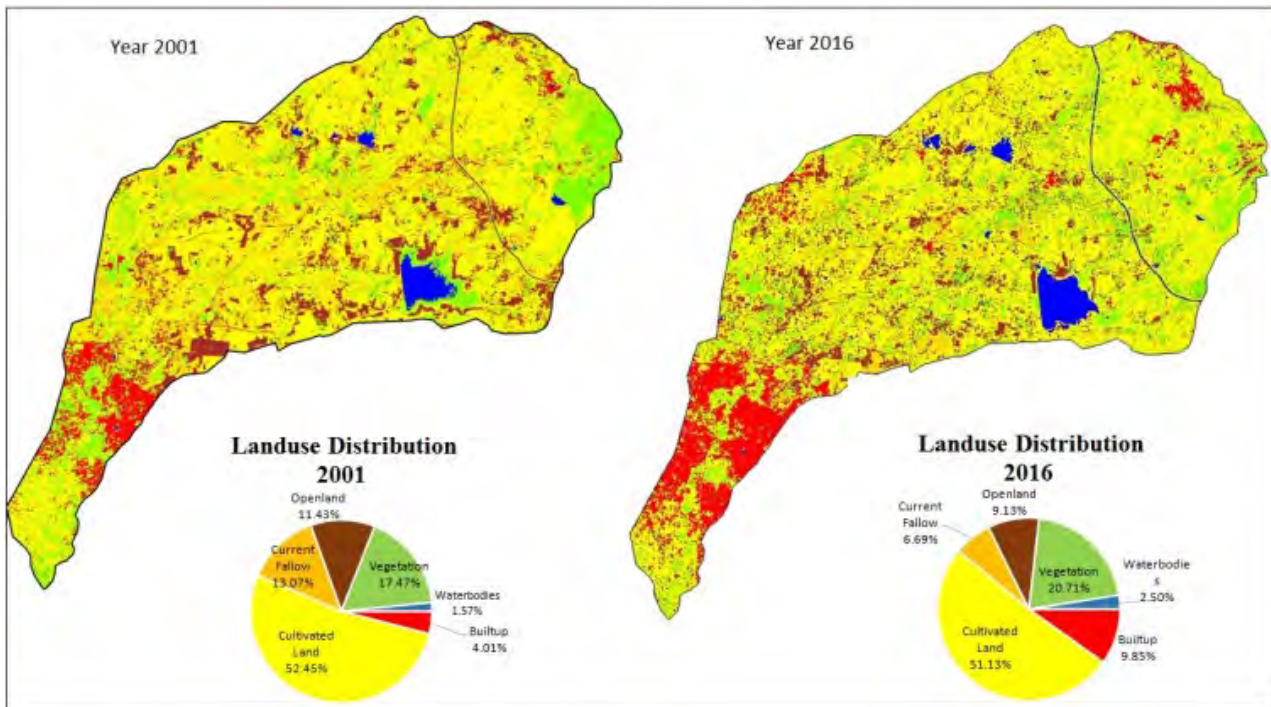 Year 2001
Year 2016
Landuse Distribution
2001
Openland
11.43%
Current
Fallow
13.07%
Vegetation
17.47%
Waterbodies
1.57%
Builtup
4.01%
Cultivated
Land
52.45%
Landuse Distribution
2016
Openland
9.13%
Current
Fallow
6.69%
Vegetation
20.71%
Waterbodie
s
2.50%
Builtup
9.85%
Cultivated
Land
51.13%